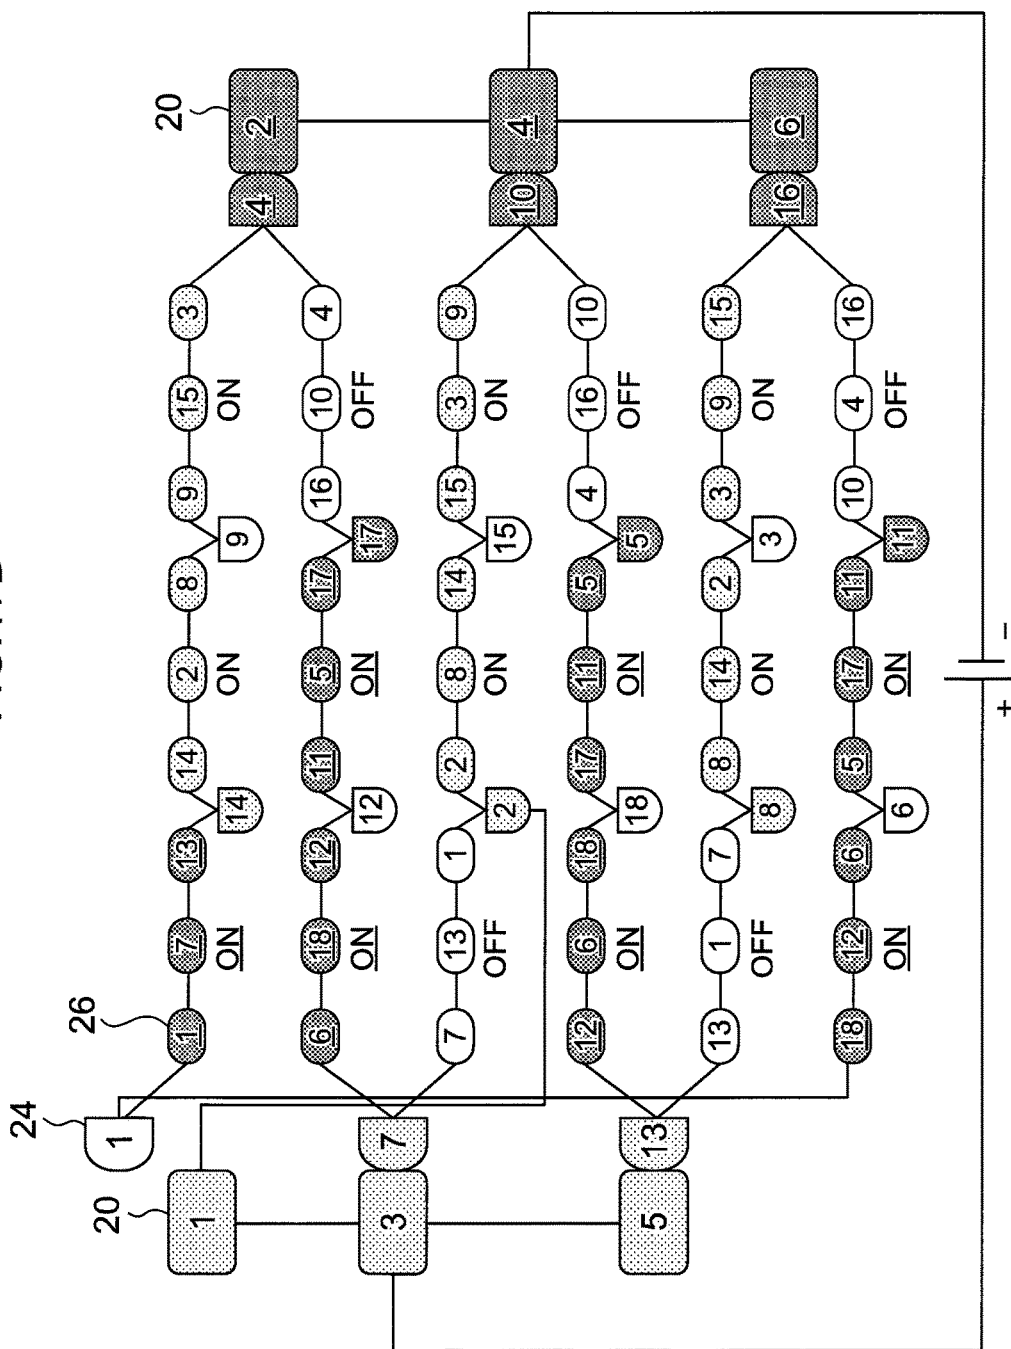 24
26
20 1
20
1 7 13 14 2 8 9 15 3
1 ON 14 ON 9 ON 4 2
6 18 12 11 5 17 16 10 4
3 7 ON 12 ON 17 OFF
7 13 1 2 8 14 15 3 9
OFF 2 ON 15 ON 10 4
12 6 18 17 11 5 4 16 10
5 13 ON 18 ON 5 OFF
13 1 7 8 14 2 3 9 15
OFF 8 ON 3 ON 16 6
18 12 6 5 17 11 10 4 16
ON 6 ON 11 OFF
+ −